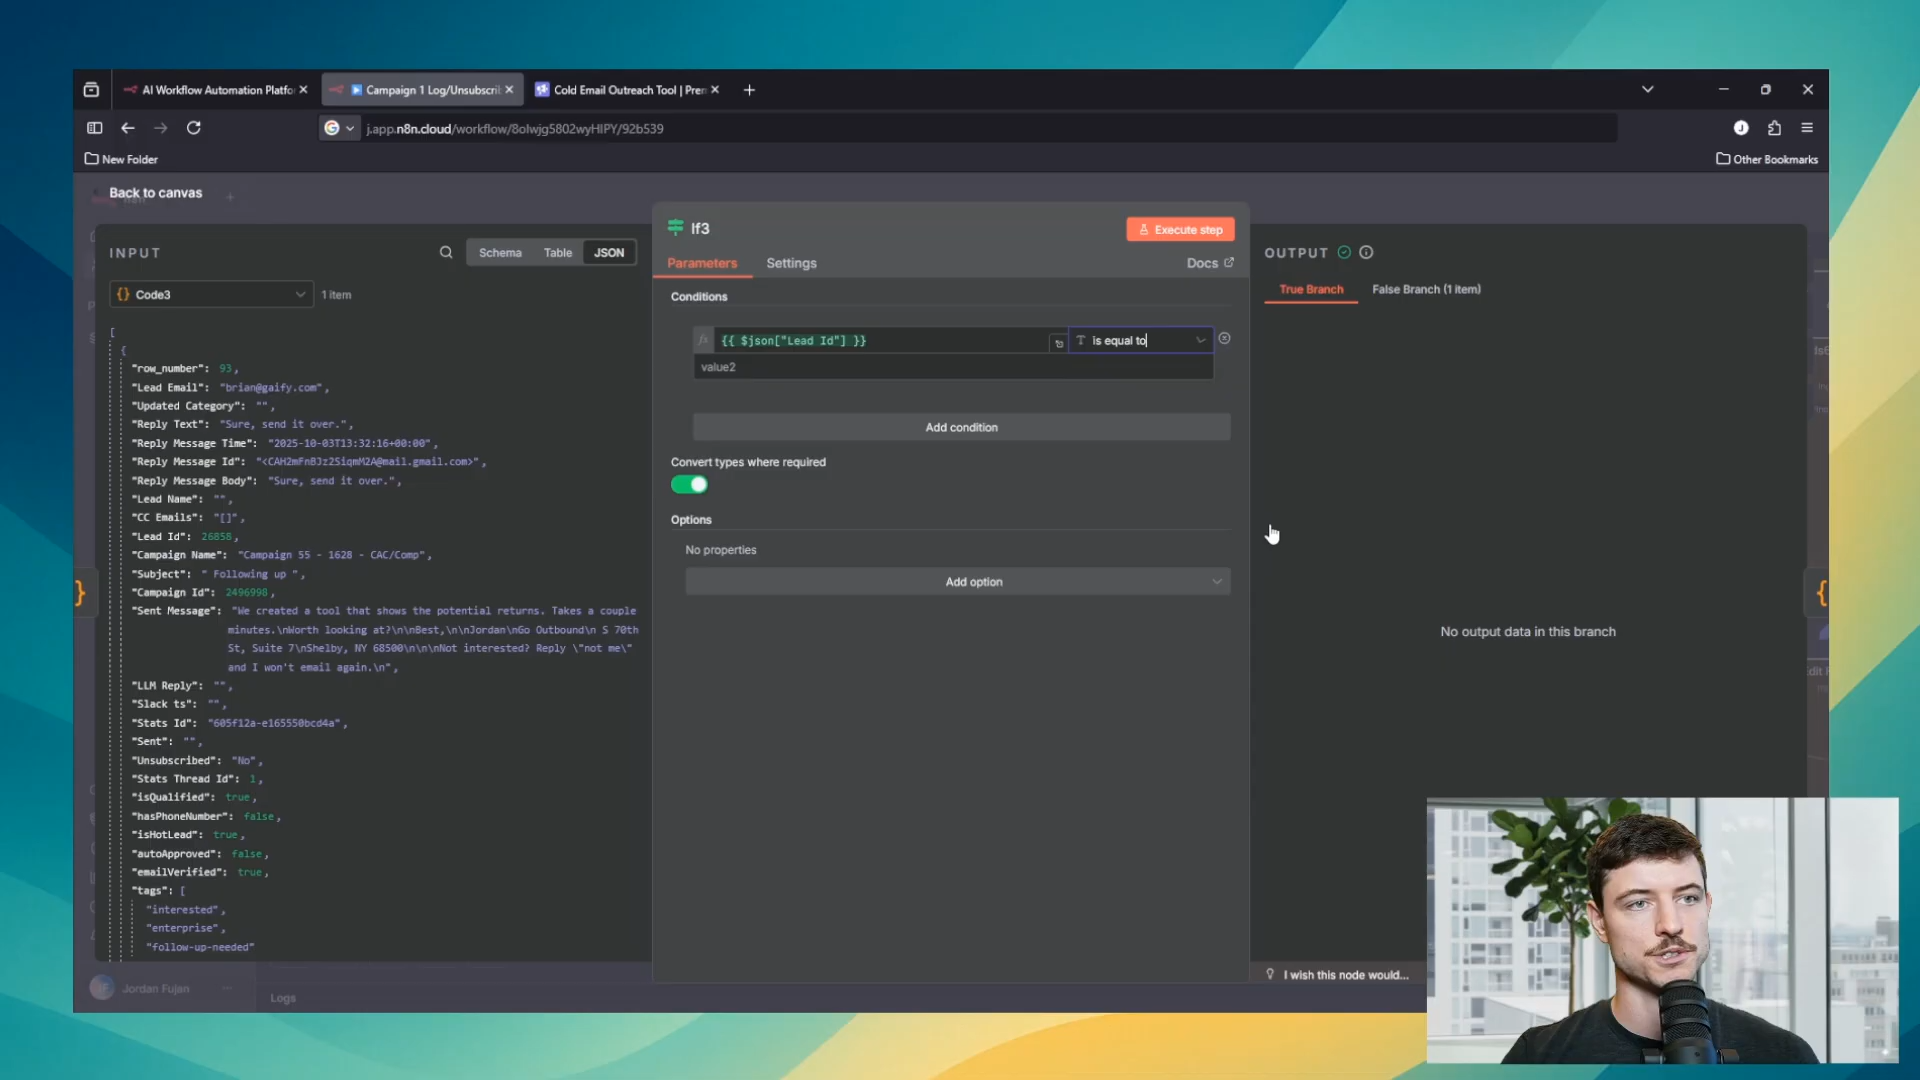 AI Workflow Automation Platfo
Campaign 1 Log/Unsubscril
Cold Email Outreach Tool | Pren
j.app.n8n.cloud/workflow/8olwjg5802wyHIPY/92b539
New Folder
Other Bookmarks
Back to canvas
INPUT
Schema
Table
JSON
Code3
1 item
[
{
"row_number": 93,
"Lead Email": "brian@gaify.com",
"Updated Category": "",
"Reply Text": "Sure, send it over.",
"Reply Message Time": "2025-10-03T13:32:16+00:00",
"Reply Message Id": "<CAH2mFnBJz2SiqmM2A@mail.gmail.com>",
"Reply Message Body": "Sure, send it over.",
"Lead Name": "",
"CC Emails": "[]",
"Lead Id": 26858,
"Campaign Name": "Campaign 55 - 1628 - CAC/Comp",
"Subject": " Following up ",
"Campaign Id": 2496998,
"Sent Message": "We created a tool that shows the potential returns. Takes a couple
minutes.\nWorth looking at?\n\nBest,\n\nJordan\nGo Outbound\n S 70th
St, Suite 7\nShelby, NY 68500\n\n\nNot interested? Reply \"not me\"
and I won't email again.\n",
"LLM Reply": "",
"Slack ts": "",
"Stats Id": "605f12a-e165550bcd4a",
"Sent": "",
"Unsubscribed": "No",
"Stats Thread Id": 1,
"isQualified": true,
"hasPhoneNumber": false,
"isHotLead": true,
"autoApproved": false,
"emailVerified": true,
"tags": [
"interested",
"enterprise",
"follow-up-needed"
If3
Execute step
Parameters
Settings
Docs
Conditions
fx
{{ $json["Lead Id"] }}
T is equal to
value2
Add condition
Convert types where required
Options
No properties
Add option
OUTPUT
True Branch
False Branch (1 item)
No output data in this branch
I wish this node would...
Jordan Fujan
Logs